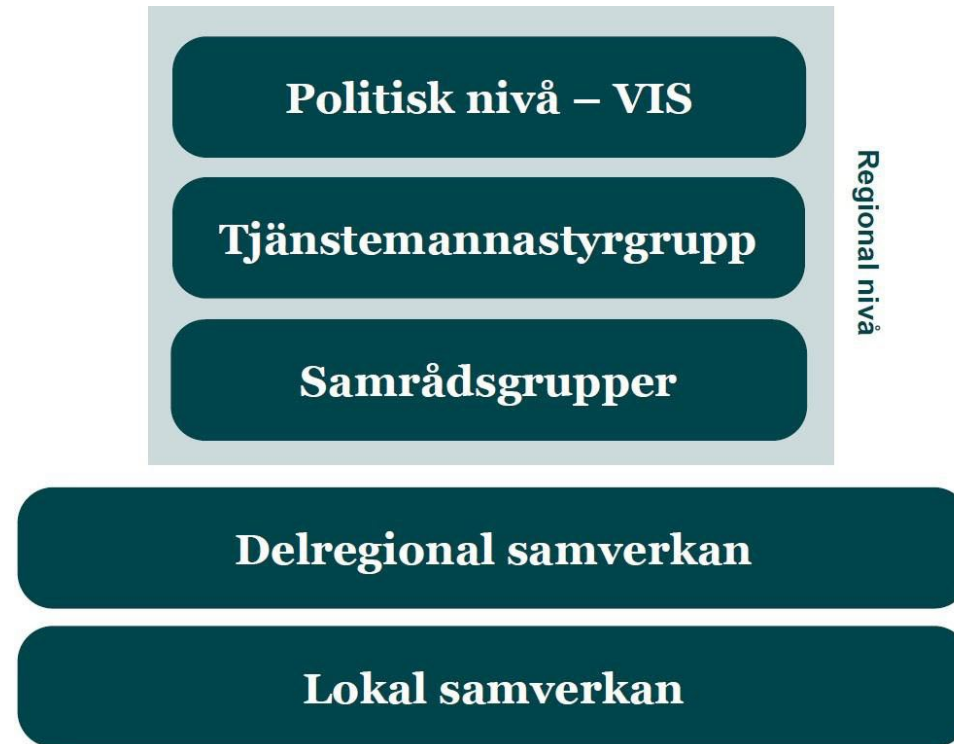 Politisk nivå – VIS
Tjänstemannastyrgrupp
Samrådsgrupper
Regional nivå
Delregional samverkan
Lokal samverkan